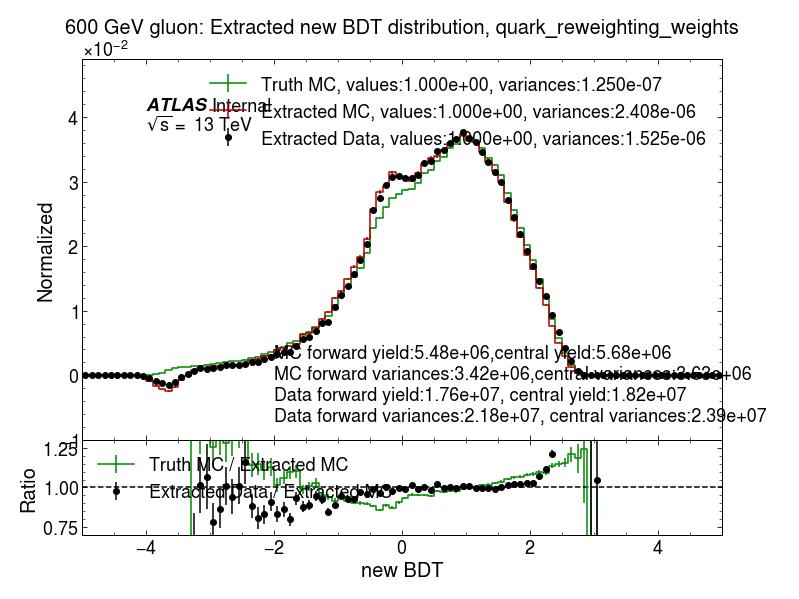 600 GeV gluon: Extracted new BDT distribution, quark_reweighting_weights
×10⁻²
Truth MC, values:1.000e+00, variances:1.250e-07
ATLAS Internal
Extracted MC, values:1.000e+00, variances:2.408e-06
√s = 13 TeV
Extracted Data, values:1.000e+00, variances:1.525e-06
4
3
2
1
0
−1
Normalized
MC forward yield:5.48e+06,central yield:5.68e+06
MC forward variances:3.42e+06,central variances:3.63e+06
Data forward yield:1.76e+07, central yield:1.82e+07
Data forward variances:2.18e+07, central variances:2.39e+07
1.25
1.00
0.75
Ratio
Truth MC / Extracted MC
Extracted Data / Extracted MC
−4 −2 0 2 4
new BDT